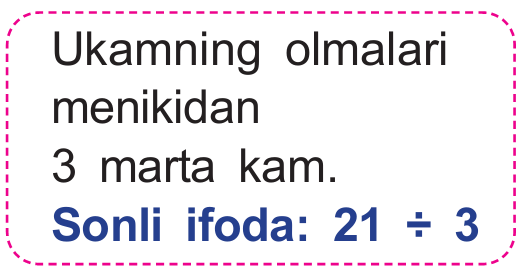 Ukamning olmalari
menikidan
3 marta kam.
Sonli ifoda: 21 ÷ 3